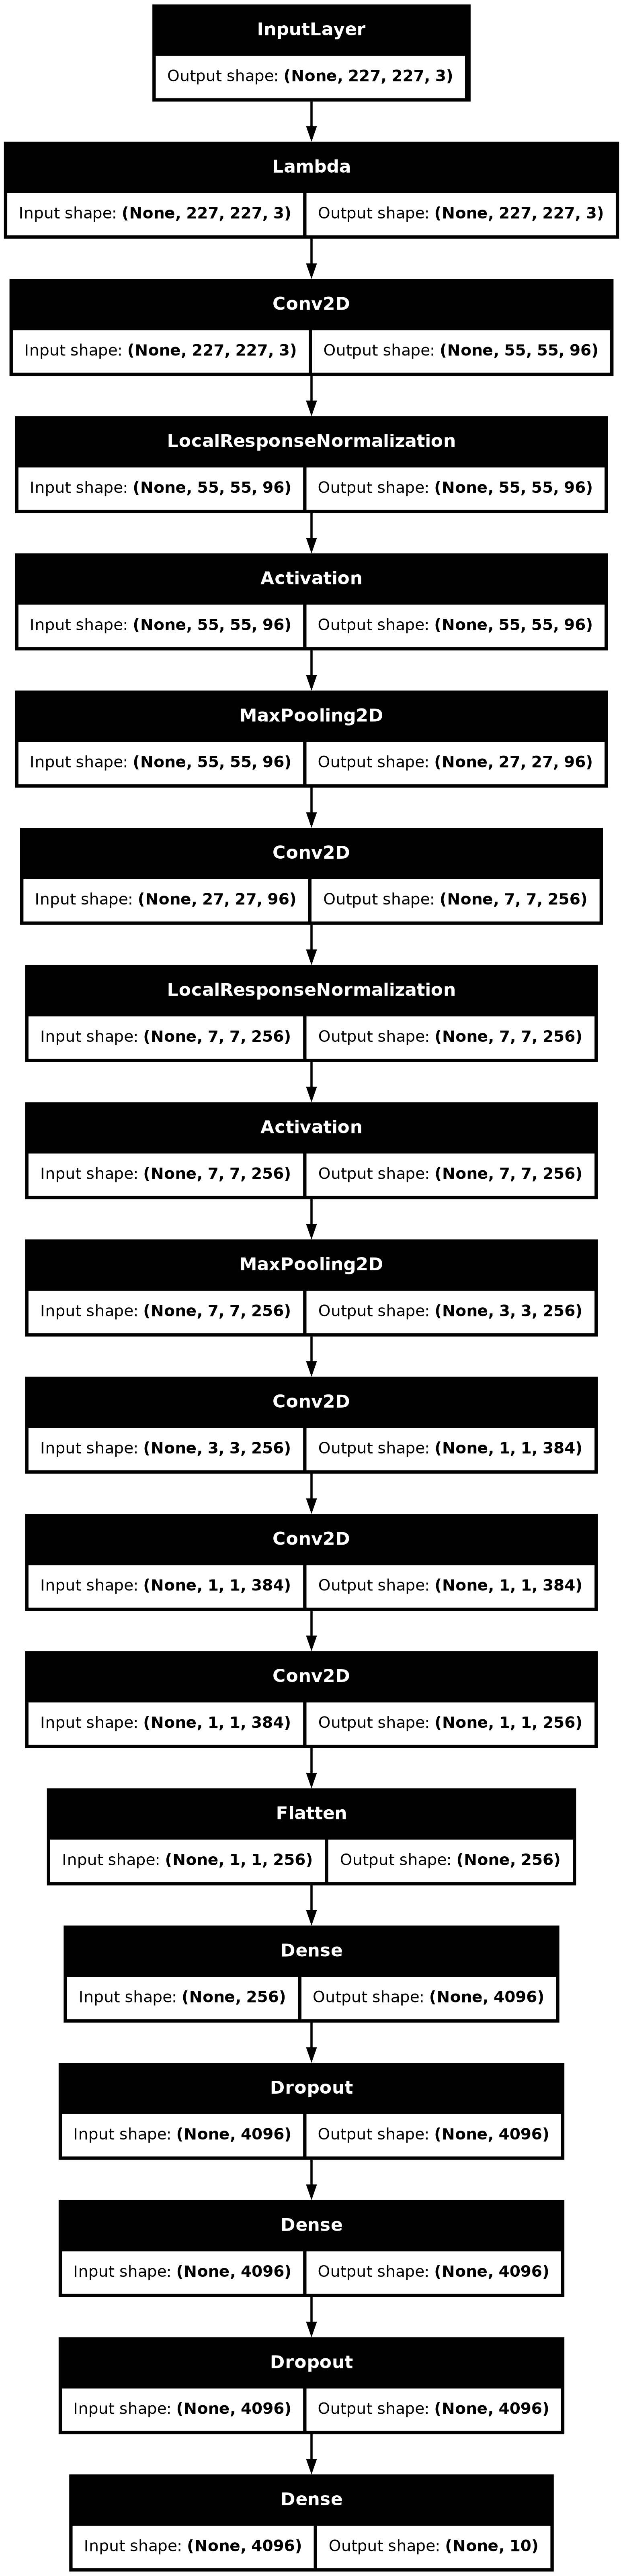 InputLayer
Output shape: (None, 227, 227, 3)
Lambda
Input shape: (None, 227, 227, 3) Output shape: (None, 227, 227, 3)
Conv2D
Input shape: (None, 227, 227, 3) Output shape: (None, 55, 55, 96)
LocalResponseNormalization
Input shape: (None, 55, 55, 96) Output shape: (None, 55, 55, 96)
Activation
Input shape: (None, 55, 55, 96) Output shape: (None, 55, 55, 96)
MaxPooling2D
Input shape: (None, 55, 55, 96) Output shape: (None, 27, 27, 96)
Conv2D
Input shape: (None, 27, 27, 96) Output shape: (None, 7, 7, 256)
LocalResponseNormalization
Input shape: (None, 7, 7, 256) Output shape: (None, 7, 7, 256)
Activation
Input shape: (None, 7, 7, 256) Output shape: (None, 7, 7, 256)
MaxPooling2D
Input shape: (None, 7, 7, 256) Output shape: (None, 3, 3, 256)
Conv2D
Input shape: (None, 3, 3, 256) Output shape: (None, 1, 1, 384)
Conv2D
Input shape: (None, 1, 1, 384) Output shape: (None, 1, 1, 384)
Conv2D
Input shape: (None, 1, 1, 384) Output shape: (None, 1, 1, 256)
Flatten
Input shape: (None, 1, 1, 256) Output shape: (None, 256)
Dense
Input shape: (None, 256) Output shape: (None, 4096)
Dropout
Input shape: (None, 4096) Output shape: (None, 4096)
Dense
Input shape: (None, 4096) Output shape: (None, 4096)
Dropout
Input shape: (None, 4096) Output shape: (None, 4096)
Dense
Input shape: (None, 4096) Output shape: (None, 10)